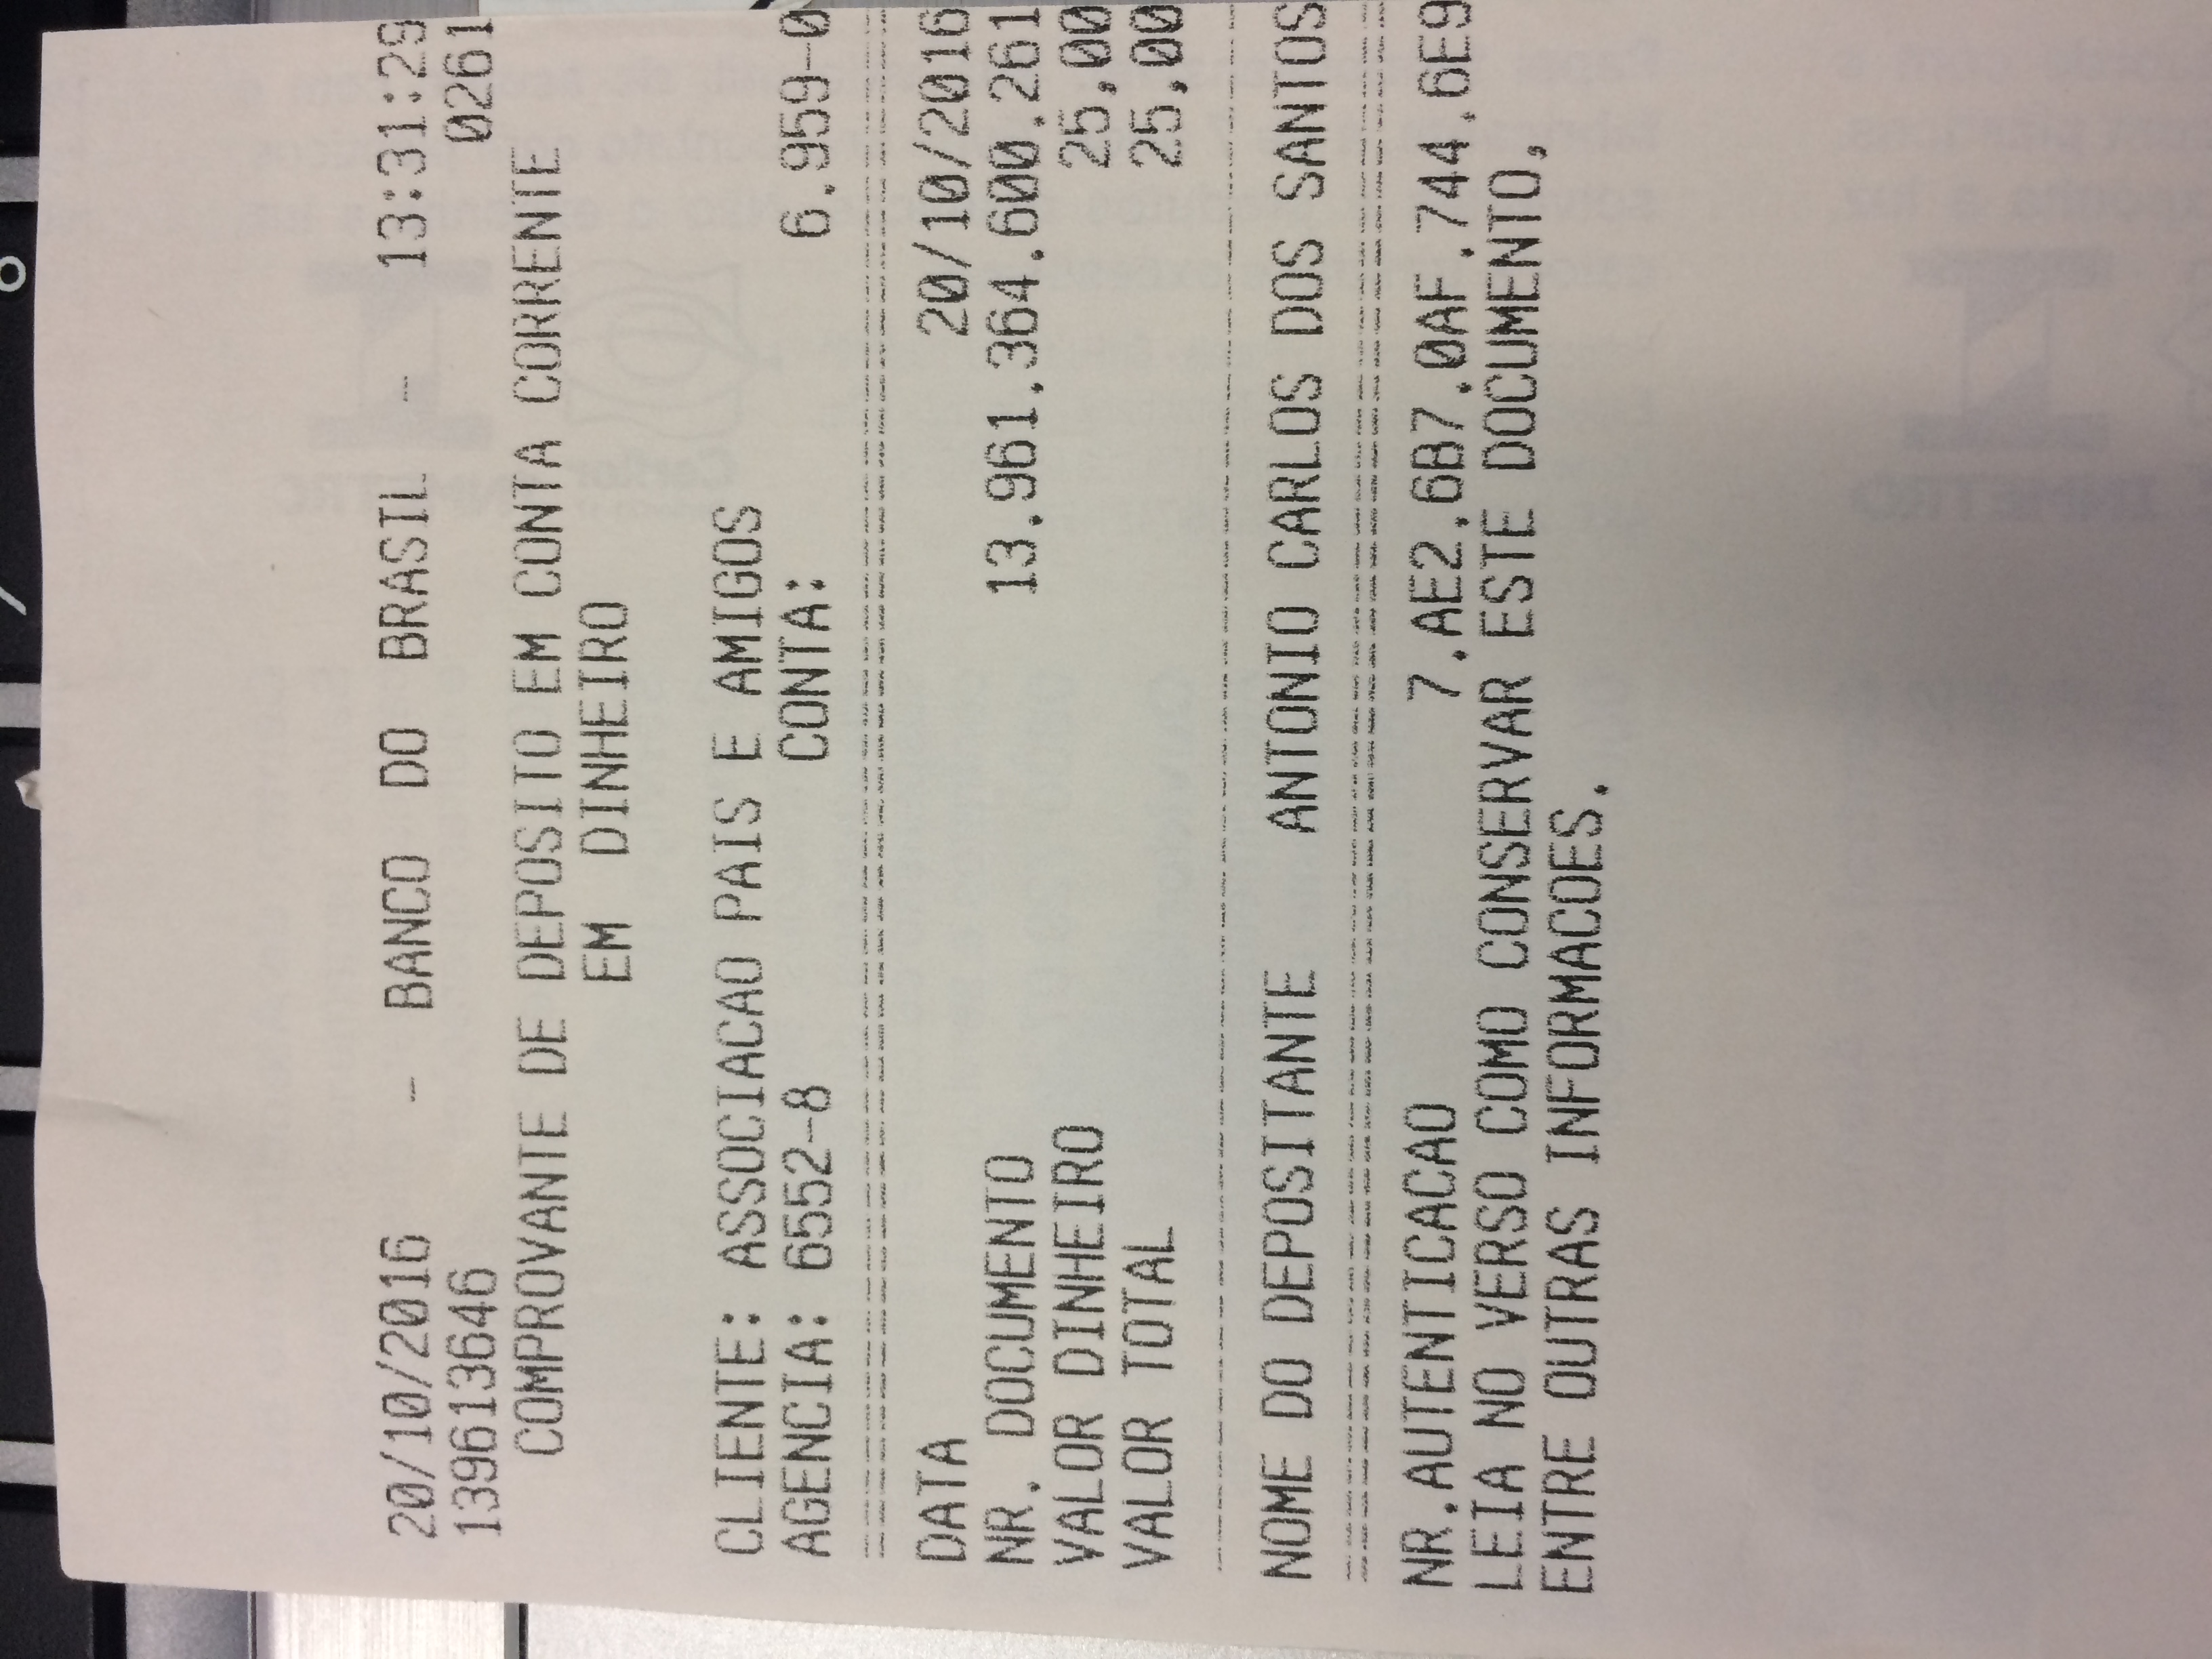 20/10/2016 - BANCO DO BRASIL - 13:31:29
139613646 0261
COMPROVANTE DE DEPOSITO EM CONTA CORRENTE
EM DINHEIRO
CLIENTE: ASSOCIACAO PAIS E AMIGOS
AGENCIA: 6552-8 CONTA: 6.959-0
DATA 20/10/2016
NR. DOCUMENTO 13.961.364.600.261
VALOR DINHEIRO 25,00
VALOR TOTAL 25,00
NOME DO DEPOSITANTE ANTONIO CARLOS DOS SANTOS
NR.AUTENTICACAO 7.AE2.6B7.0AF.744.6E9
LEIA NO VERSO COMO CONSERVAR ESTE DOCUMENTO,
ENTRE OUTRAS INFORMACOES.